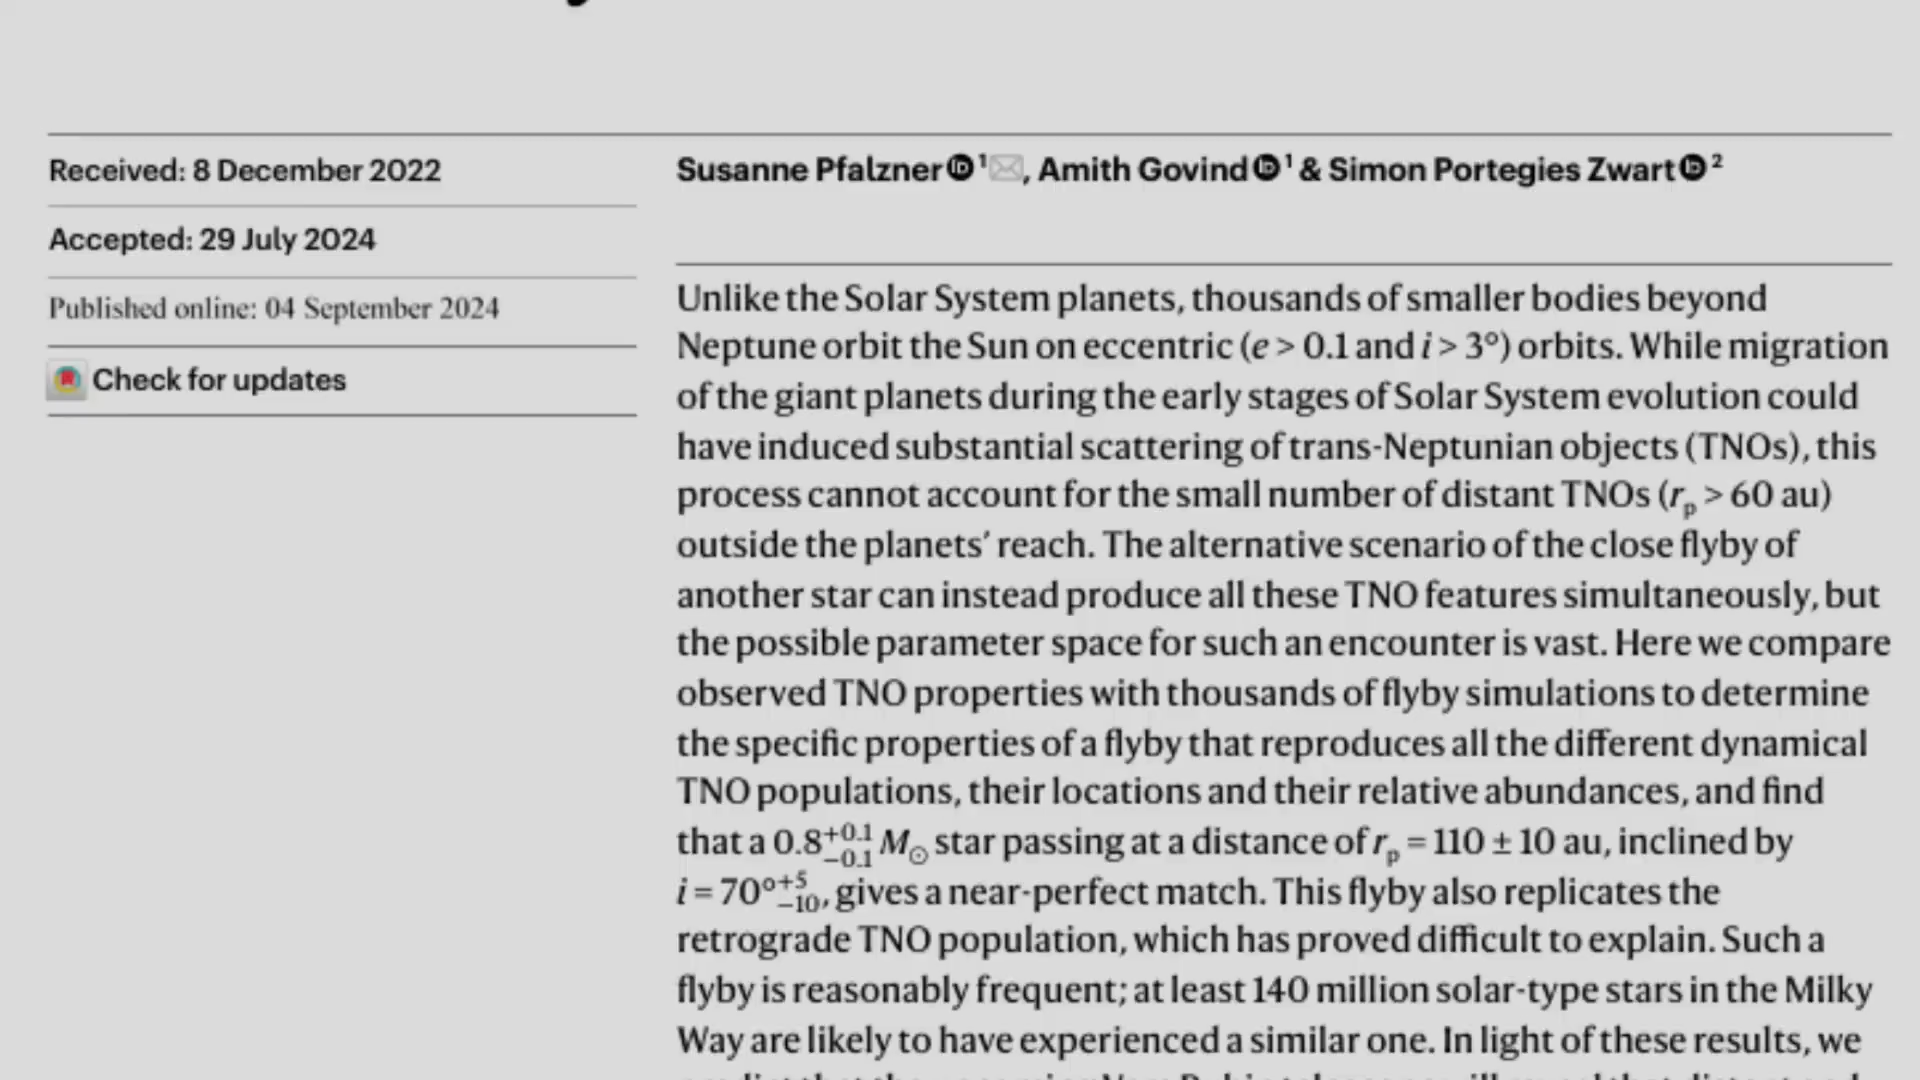 Received: 8 December 2022
Accepted: 29 July 2024
Published online: 04 September 2024
Check for updates
Susanne Pfalzner iD ¹, Amith Govind iD ¹ & Simon Portegies Zwart iD ²
Unlike the Solar System planets, thousands of smaller bodies beyond
Neptune orbit the Sun on eccentric (e > 0.1 and i > 3°) orbits. While migration
of the giant planets during the early stages of Solar System evolution could
have induced substantial scattering of trans-Neptunian objects (TNOs), this
process cannot account for the small number of distant TNOs (rₚ > 60 au)
outside the planets’ reach. The alternative scenario of the close flyby of
another star can instead produce all these TNO features simultaneously, but
the possible parameter space for such an encounter is vast. Here we compare
observed TNO properties with thousands of flyby simulations to determine
the specific properties of a flyby that reproduces all the different dynamical
TNO populations, their locations and their relative abundances, and find
that a 0.8+0.1−0.1 M⊙ star passing at a distance of rₚ = 110 ± 10 au, inclined by
i = 70°+5−10, gives a near-perfect match. This flyby also replicates the
retrograde TNO population, which has proved difficult to explain. Such a
flyby is reasonably frequent; at least 140 million solar-type stars in the Milky
Way are likely to have experienced a similar one. In light of these results, we